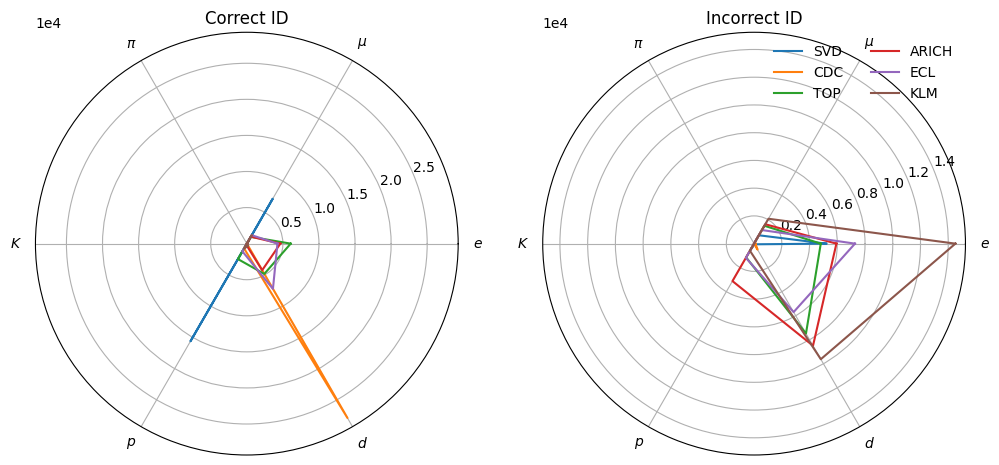 Correct ID
1e4
μ
π
0.5
1.0
1.5
2.0
2.5
K
e
p
d
Incorrect ID
1e4
μ
π
SVD
CDC
TOP
ARICH
ECL
KLM
0.2
0.4
0.6
0.8
1.0
1.2
1.4
K
e
p
d